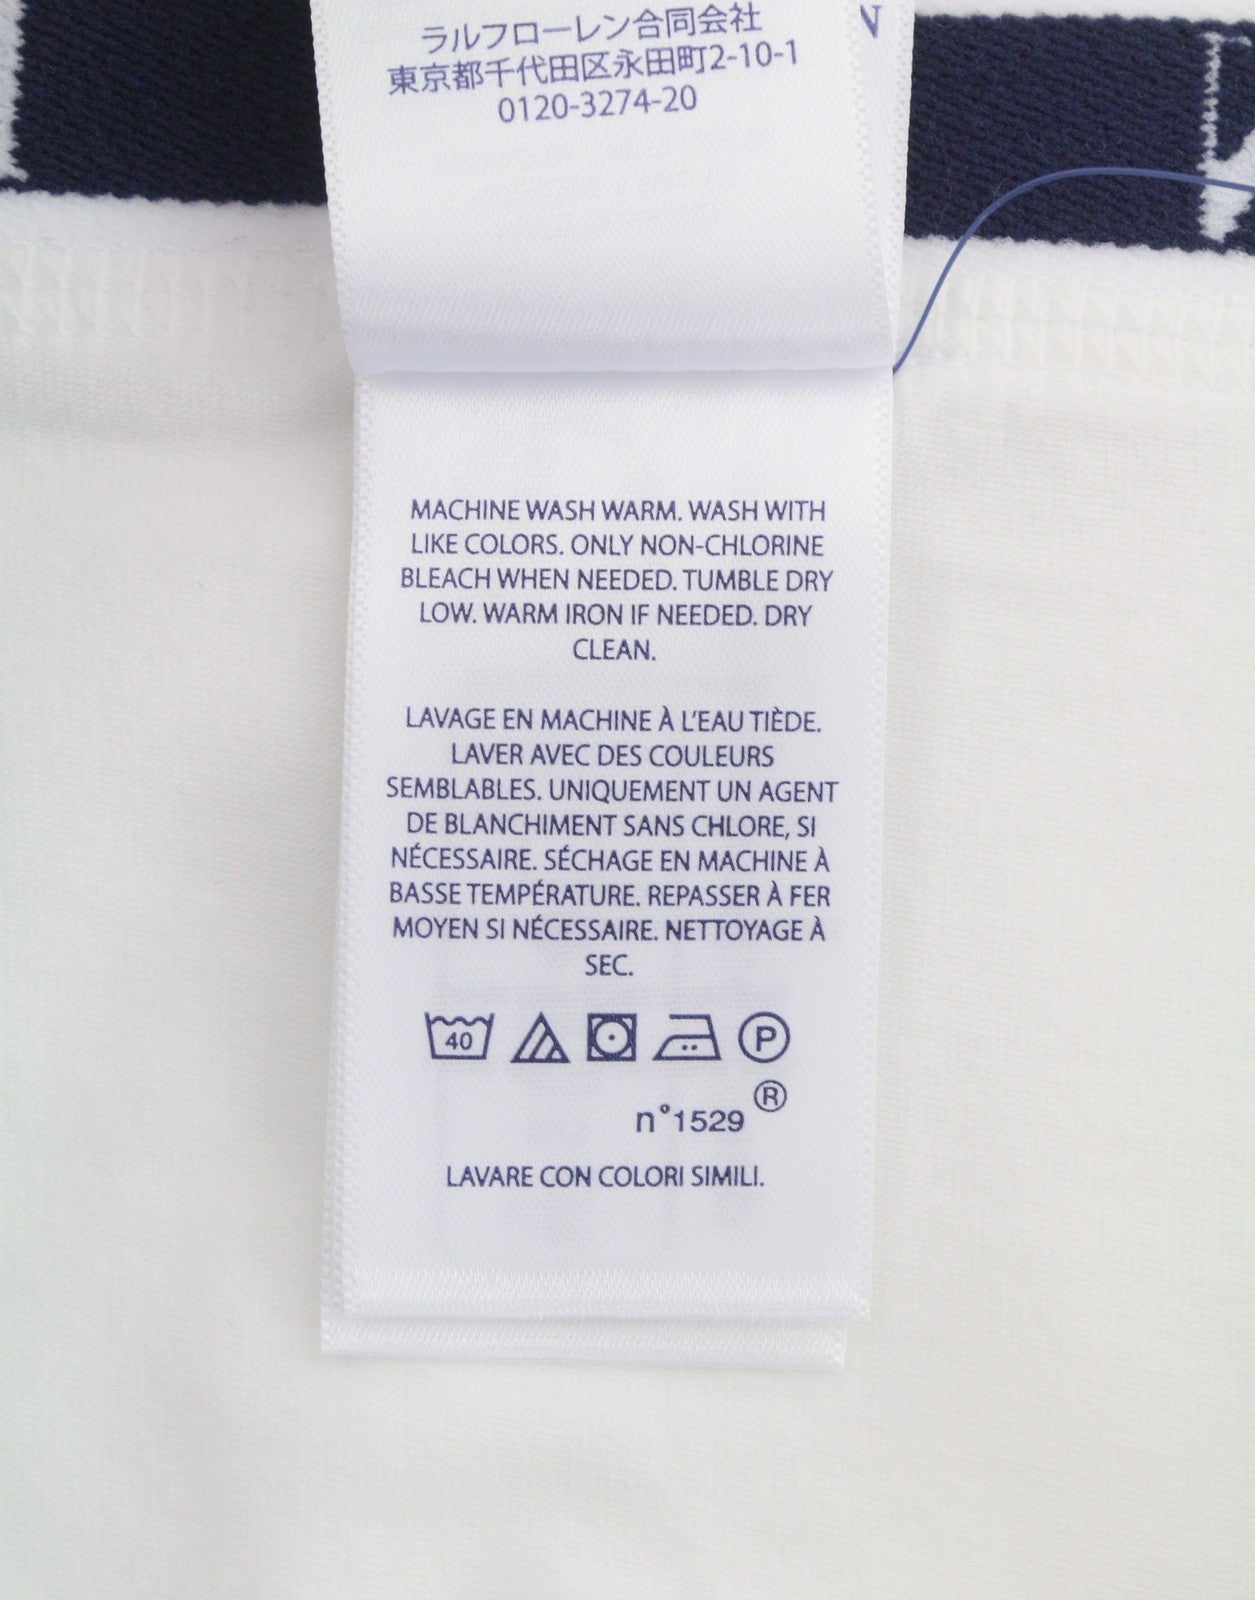 ラルフローレン合同会社
東京都千代田区永田町2-10-1
0120-3274-20
N
MACHINE WASH WARM. WASH WITH
LIKE COLORS. ONLY NON-CHLORINE
BLEACH WHEN NEEDED. TUMBLE DRY
LOW. WARM IRON IF NEEDED. DRY
CLEAN.
LAVAGE EN MACHINE À L'EAU TIÈDE.
LAVER AVEC DES COULEURS
SEMBLABLES. UNIQUEMENT UN AGENT
DE BLANCHIMENT SANS CHLORE, SI
NÉCESSAIRE. SÉCHAGE EN MACHINE À
BASSE TEMPÉRATURE. REPASSER À FER
MOYEN SI NÉCESSAIRE. NETTOYAGE À
SEC.
40 P
n°1529 ®
LAVARE CON COLORI SIMILI.